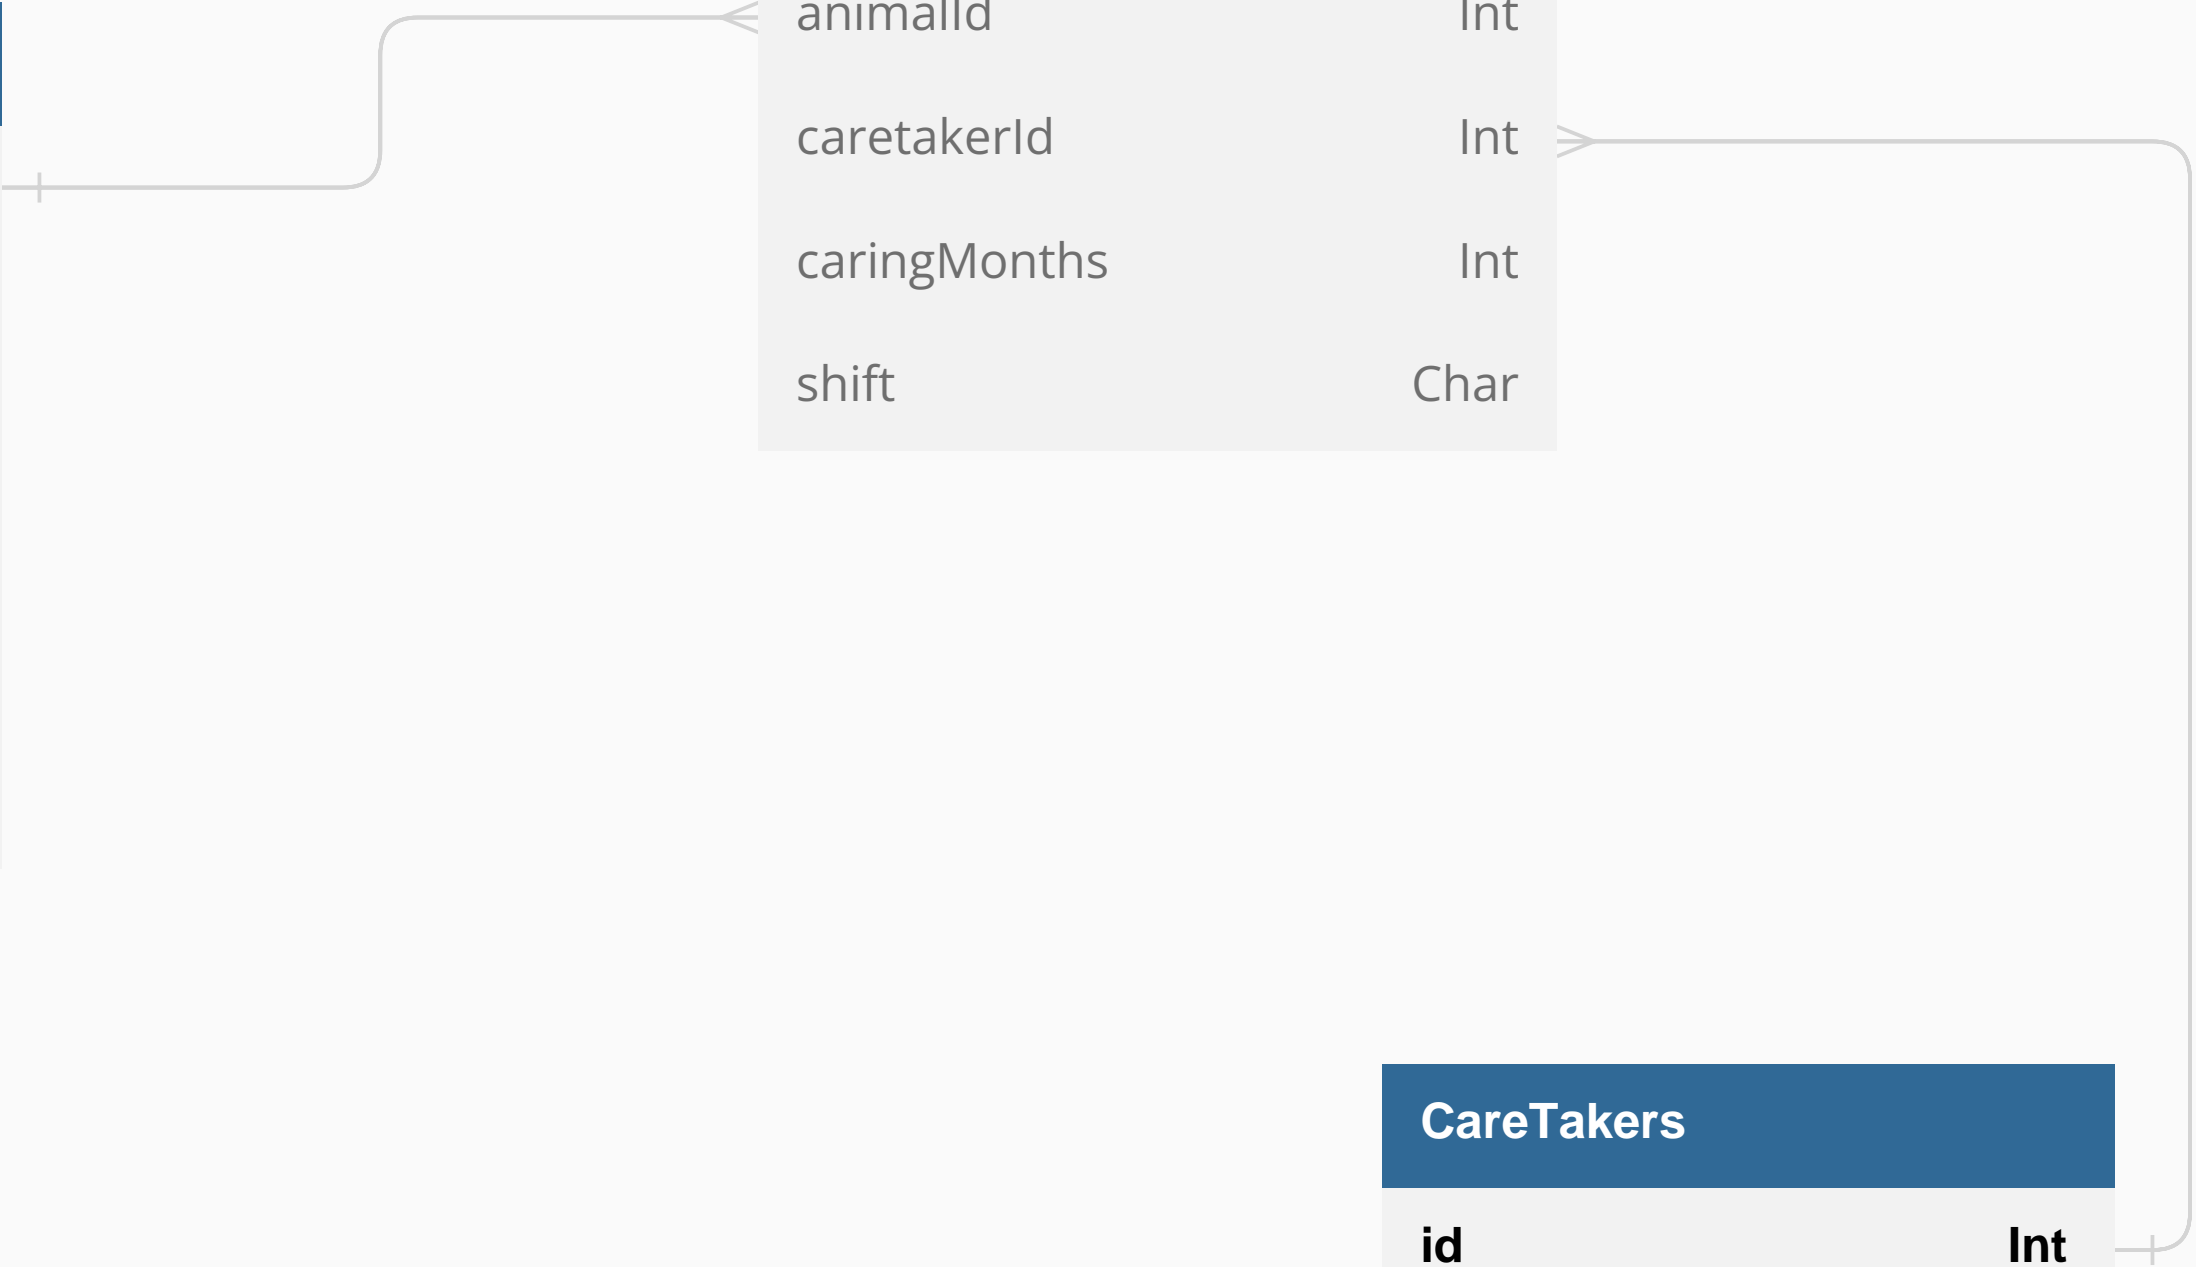 animalId Int
caretakerId Int
caringMonths Int
shift Char
CareTakers
id Int